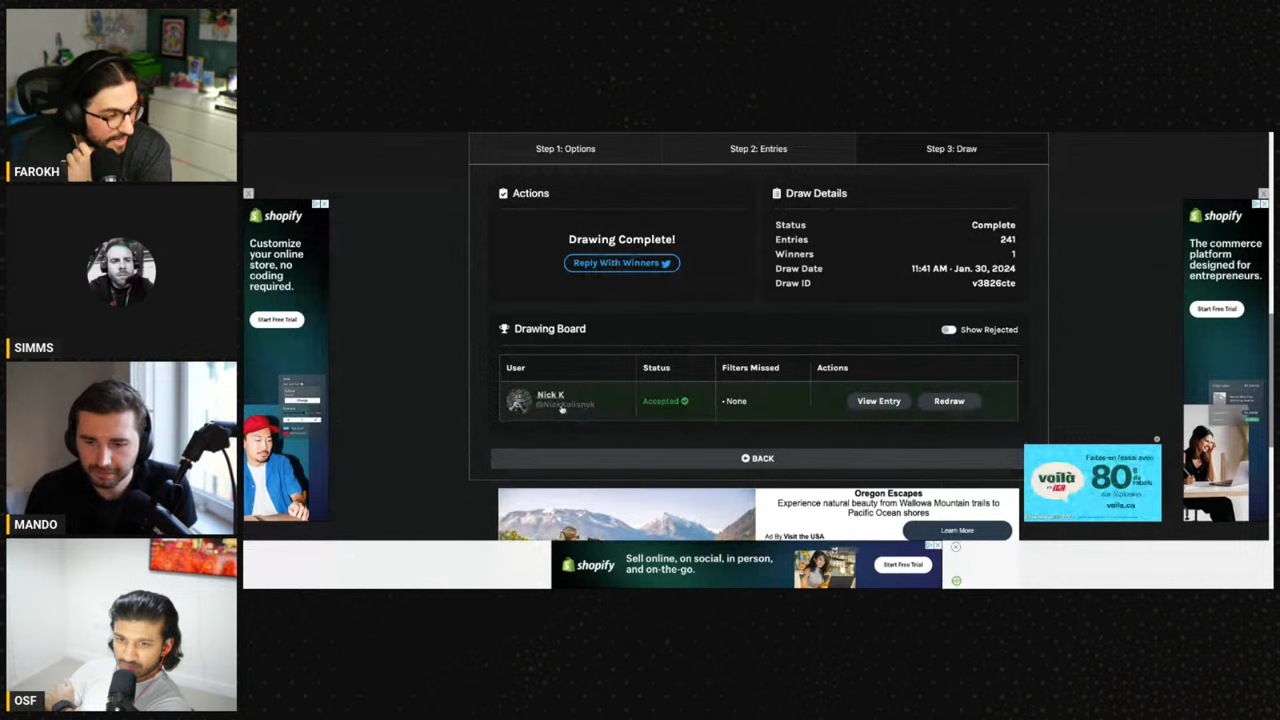 FAROKH
SIMMS
MANDO
OSF
Step 1: Options
Step 2: Entries
Step 3: Draw
Actions
Drawing Complete!
Reply With Winners
Draw Details
Status Complete
Entries 241
Winners 1
Draw Date 11:41 AM - Jan. 30, 2024
Draw ID v3826cte
Drawing Board
Show Rejected
User Status Filters Missed Actions
Nick K
@NickKolisnyk
Accepted
• None
View Entry
Redraw
BACK
shopify
Customize
your online
store, no
coding
required.
Start Free Trial
shopify
The commerce
platform
designed for
entrepreneurs.
Start Free Trial
voilà
IGA
80
voila.ca
Oregon Escapes
Experience natural beauty from Wallowa Mountain trails to
Pacific Ocean shores
Ad By Visit the USA
Learn More
shopify
Sell online, on social, in person,
and on-the-go.
Start Free Trial